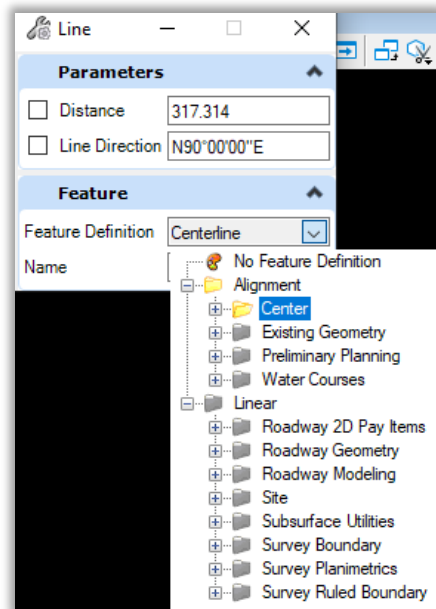 Line
Parameters
Distance 317.314
Line Direction N90°00'00"E
Feature
Feature Definition Centerline
Name
No Feature Definition
Alignment
Center
Existing Geometry
Preliminary Planning
Water Courses
Linear
Roadway 2D Pay Items
Roadway Geometry
Roadway Modeling
Site
Subsurface Utilities
Survey Boundary
Survey Planimetrics
Survey Ruled Boundary